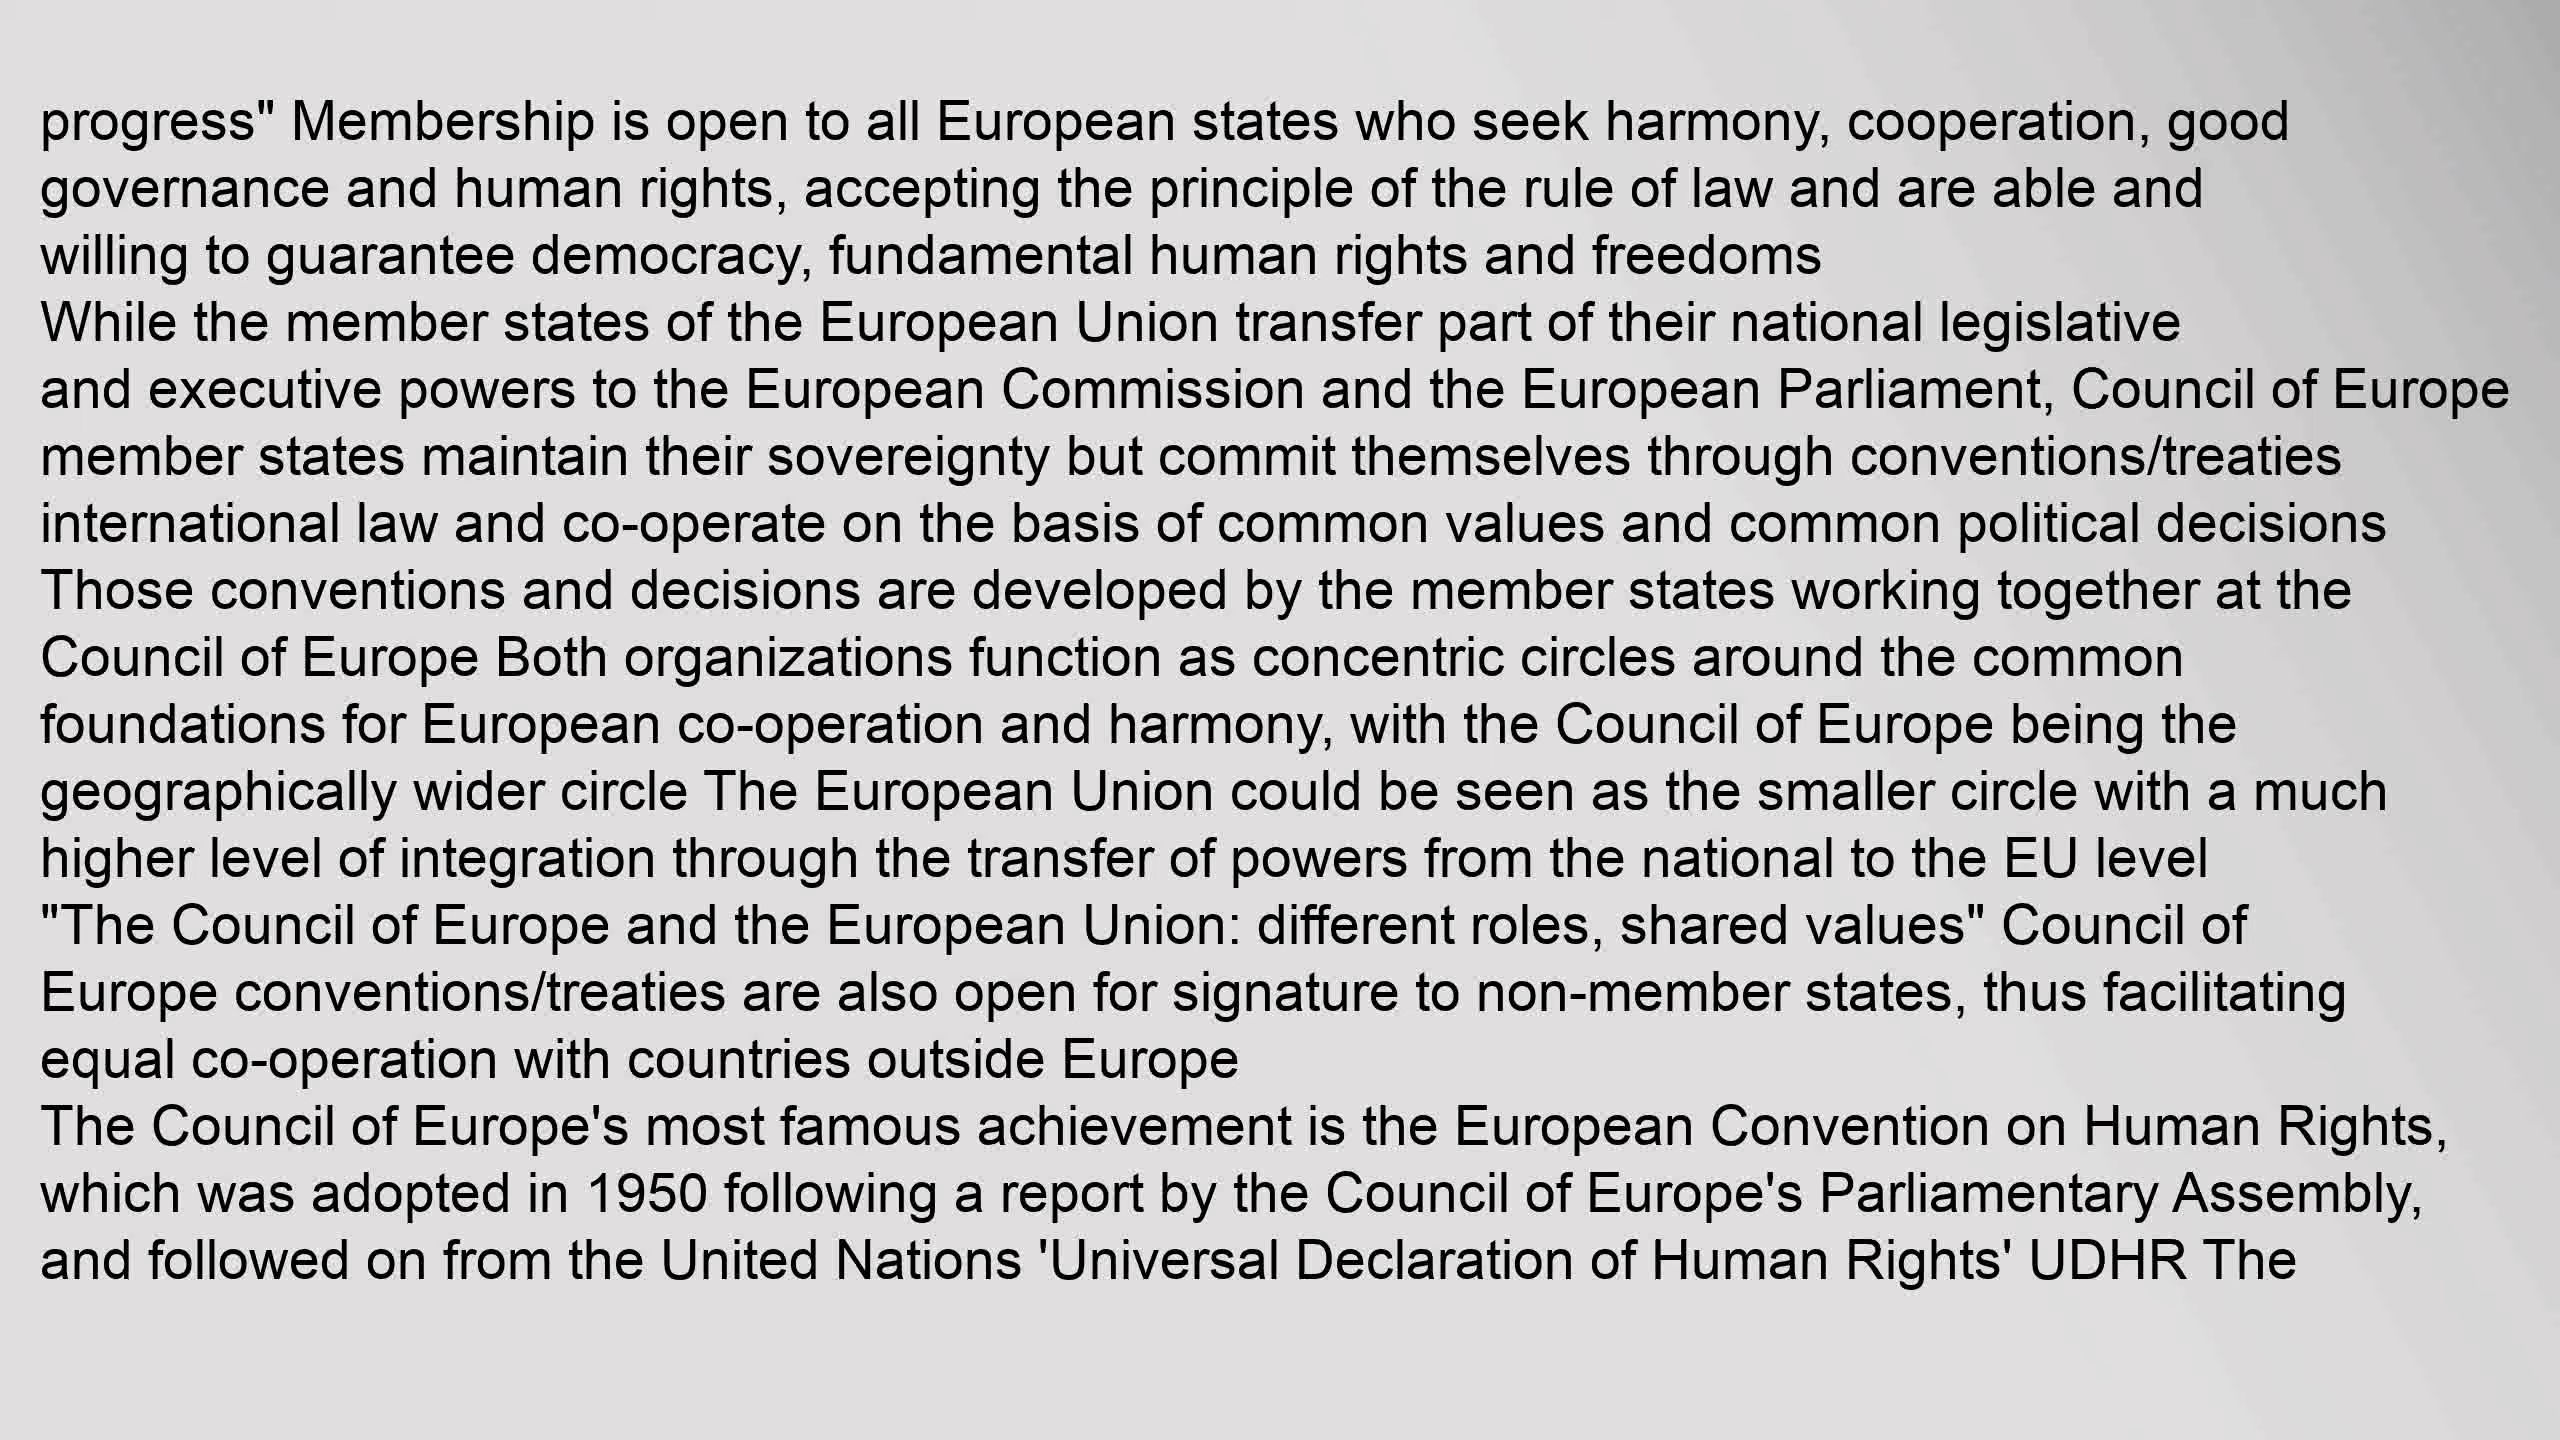 progress" Membership is open to all European states who seek harmony, cooperation, good
governance and human rights, accepting the principle of the rule of law and are able and
willing to guarantee democracy, fundamental human rights and freedoms
While the member states of the European Union transfer part of their national legislative
and executive powers to the European Commission and the European Parliament, Council of Europe
member states maintain their sovereignty but commit themselves through conventions/treaties
international law and co-operate on the basis of common values and common political decisions
Those conventions and decisions are developed by the member states working together at the
Council of Europe Both organizations function as concentric circles around the common
foundations for European co-operation and harmony, with the Council of Europe being the
geographically wider circle The European Union could be seen as the smaller circle with a much
higher level of integration through the transfer of powers from the national to the EU level
"The Council of Europe and the European Union: different roles, shared values" Council of
Europe conventions/treaties are also open for signature to non-member states, thus facilitating
equal co-operation with countries outside Europe
The Council of Europe's most famous achievement is the European Convention on Human Rights,
which was adopted in 1950 following a report by the Council of Europe's Parliamentary Assembly,
and followed on from the United Nations 'Universal Declaration of Human Rights' UDHR The